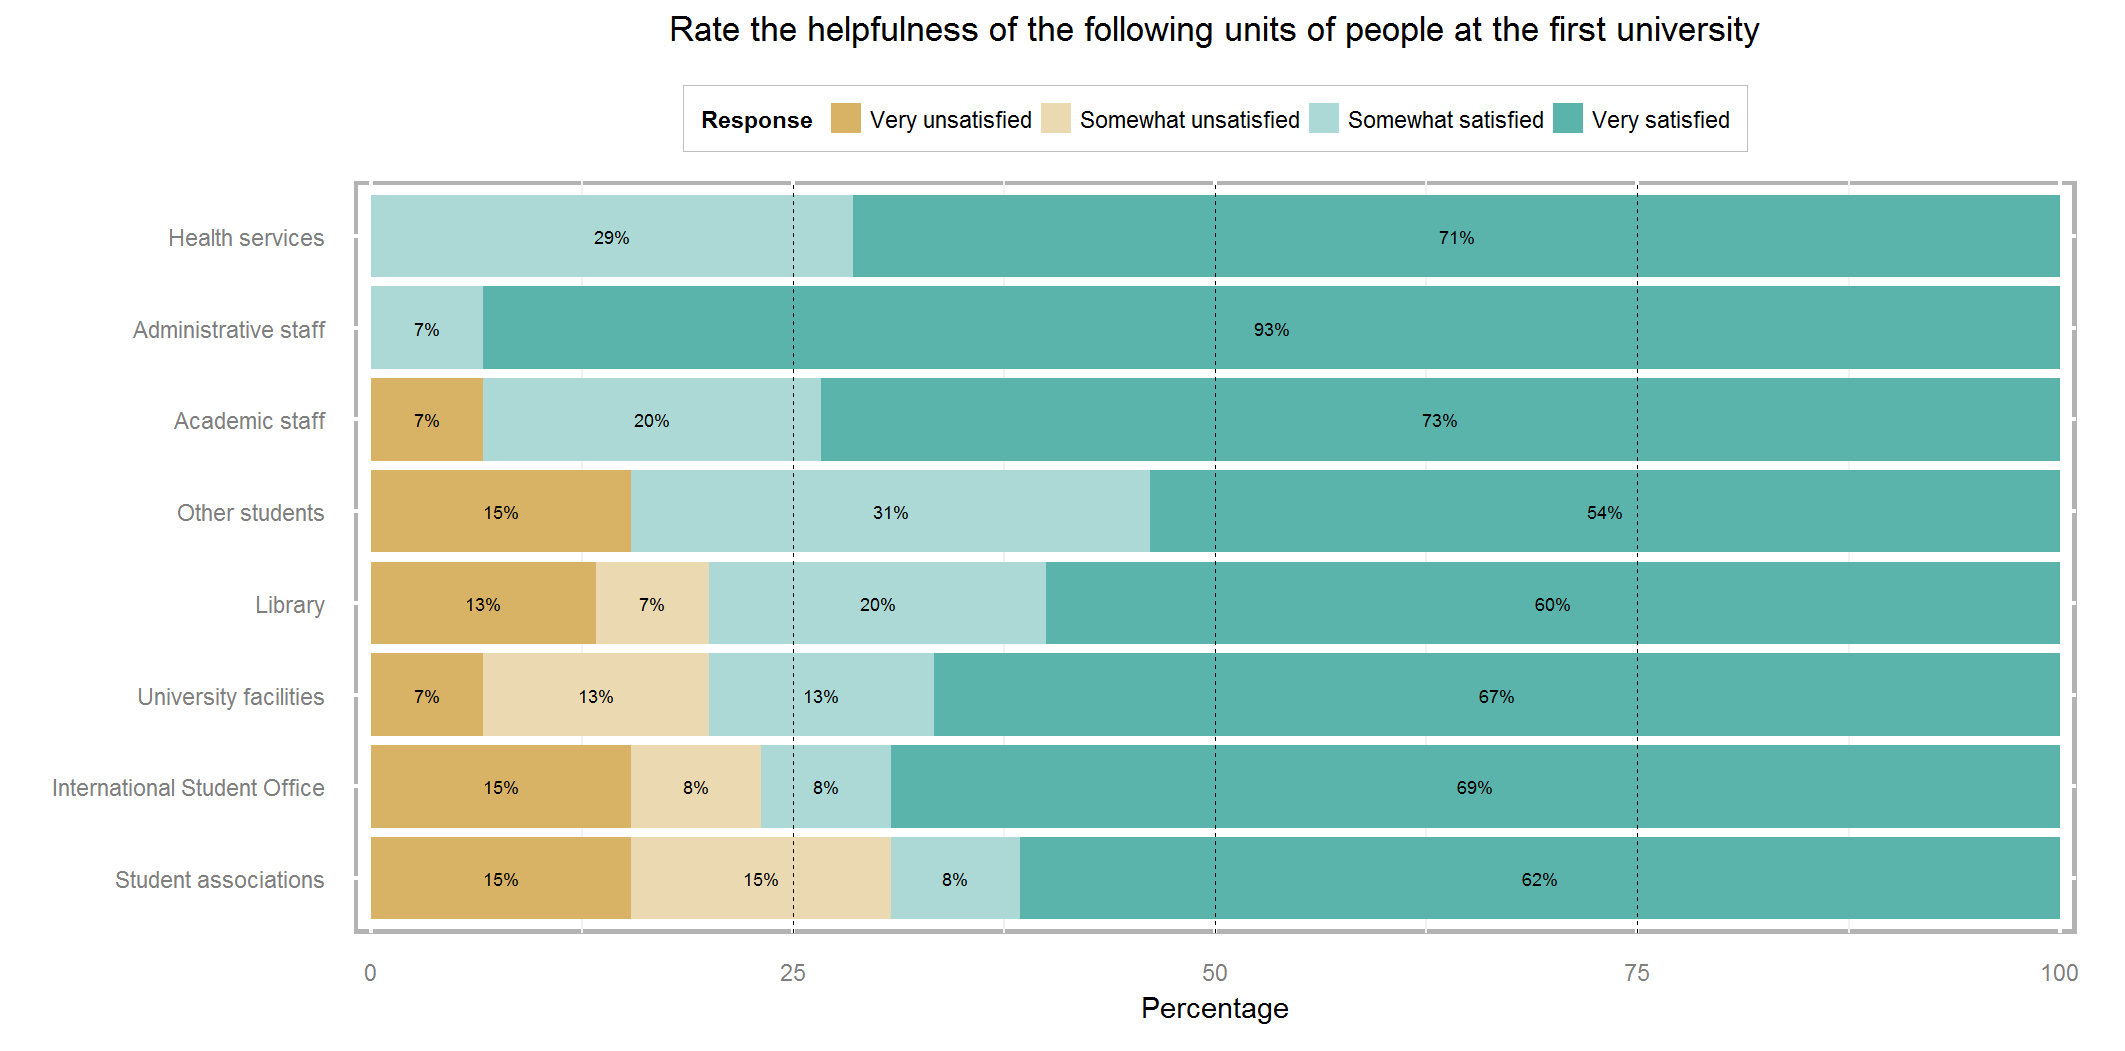 Rate the helpfulness of the following units of people at the first university
Response Very unsatisfied Somewhat unsatisfied Somewhat satisfied Very satisfied
Health services 29% 71%
Administrative staff 7% 93%
Academic staff 7% 20% 73%
Other students 15% 31% 54%
Library 13% 7% 20% 60%
University facilities 7% 13% 13% 67%
International Student Office 15% 8% 8% 69%
Student associations 15% 15% 8% 62%
0 25 50 75 100
Percentage